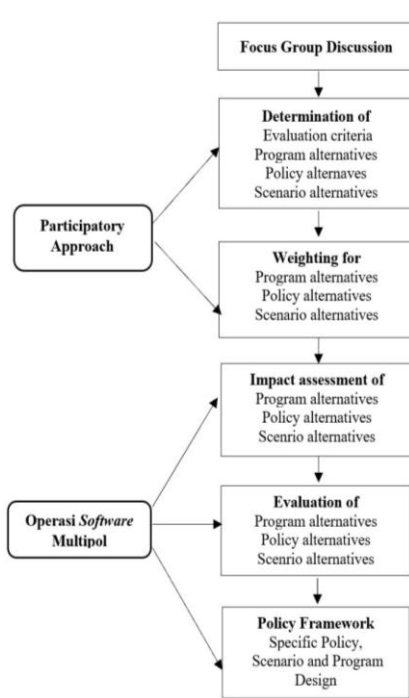 Focus Group Discussion
Determination of
Evaluation criteria
Program alternatives
Policy alternaves
Scenario alternatives
Participatory
Approach
Weighting for
Program alternatives
Policy alternatives
Scenario alternatives
Impact assessment of
Program alternatives
Policy alternatives
Scenrio alternatives
Operasi Software
Multipol
Evaluation of
Program alternatives
Policy alternatives
Scenrio alternatives
Policy Framework
Specific Policy,
Scenario and Program
Design